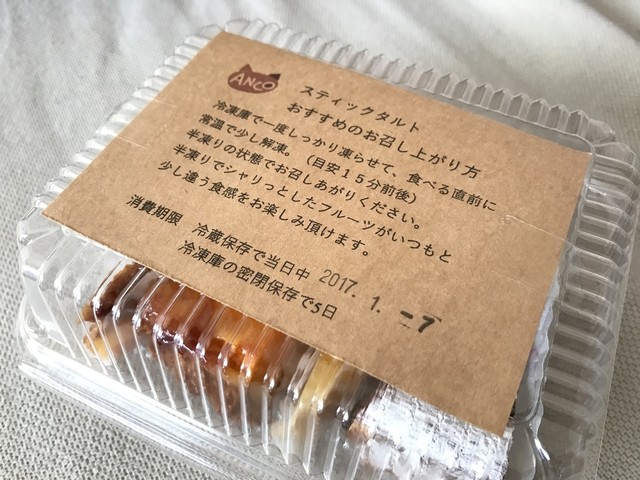 ANCO
スティックタルト
おすすめのお召し上がり方
冷凍庫で一度しっかり凍らせて、食べる直前に
常温で少し解凍。(目安15分前後)
半凍りの状態でお召しあがりください。
半凍りでシャリっとしたフルーツがいつもと
少し違う食感をお楽しみ頂けます。
消費期限 冷蔵保存で当日中 2017.1.-7
冷凍庫の密閉保存で5日